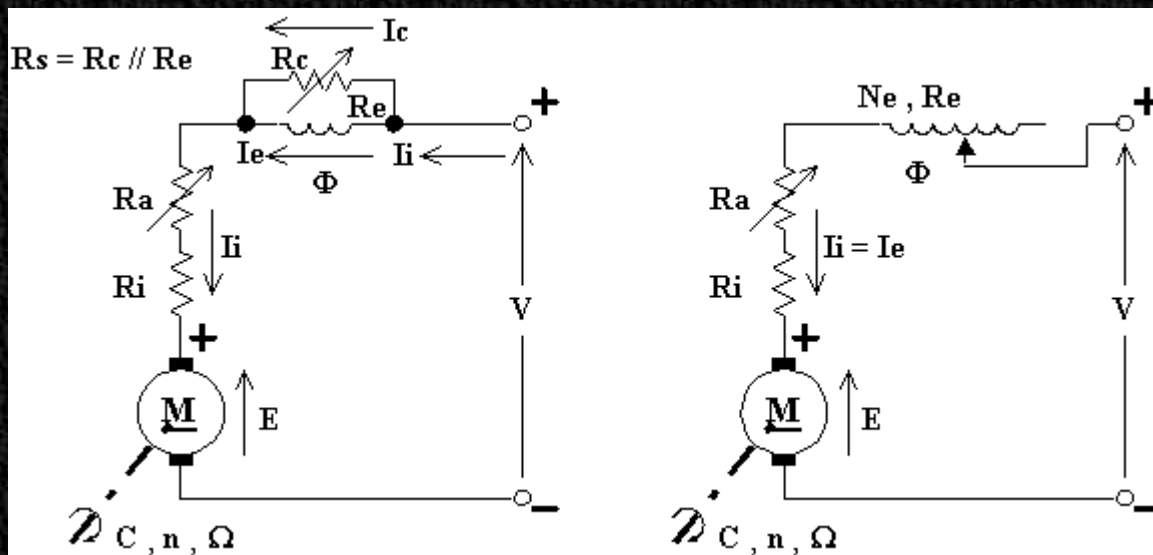 Ic
Rs = Rc // Re
Rc
Re
+
Ie
Ii
Φ
Ra
Ii
Ri
V
+
M
E
−
C , n , Ω
Ne , Re
+
Φ
Ra
Ii = Ie
Ri
V
+
M
E
−
C , n , Ω